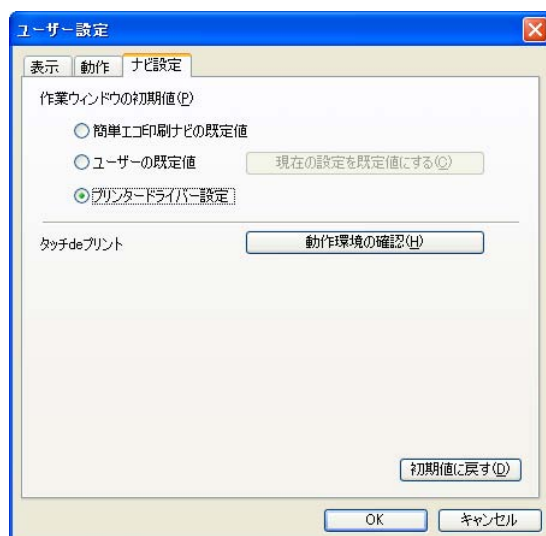 ユーザー設定
表示 動作 ナビ設定
作業ウィンドウの初期値(P)
簡単エコ印刷ナビの既定値
ユーザーの既定値 現在の設定を既定値にする(C)
プリンタードライバー設定
タッチdeプリント 動作環境の確認(H)
初期値に戻す(D)
OK キャンセル